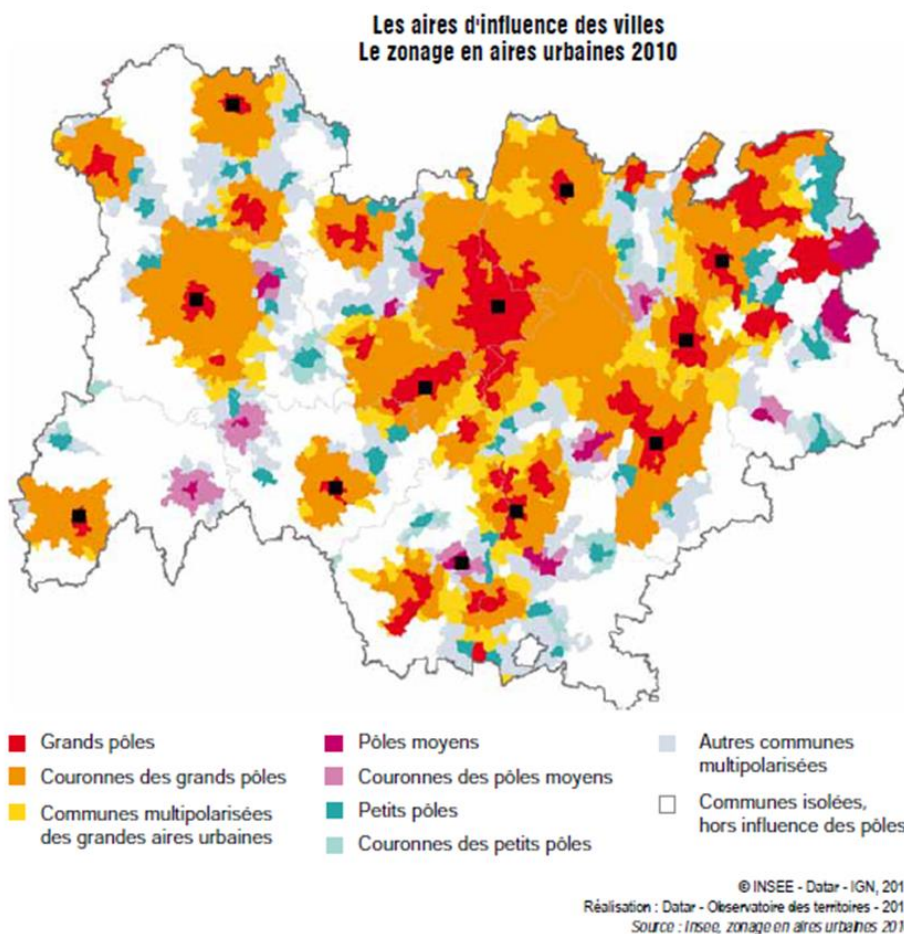 Les aires d'influence des villes
Le zonage en aires urbaines 2010
Grands pôles
Couronnes des grands pôles
Communes multipolarisées
des grandes aires urbaines
Pôles moyens
Couronnes des pôles moyens
Petits pôles
Couronnes des petits pôles
Autres communes
multipolarisées
Communes isolées,
hors influence des pôles
© INSEE - Datar - IGN, 201
Réalisation : Datar - Observatoire des territoires - 201
Source : Insee, zonage en aires urbaines 201